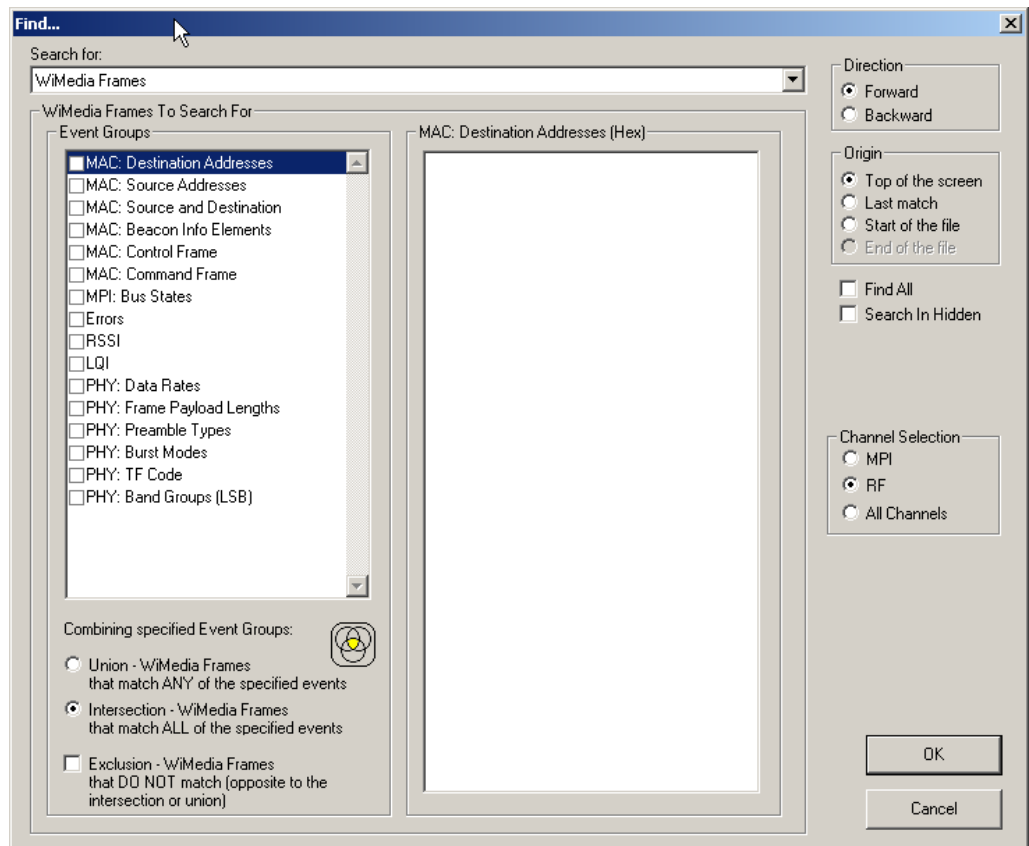 Find...
Search for:
WiMedia Frames
WiMedia Frames To Search For
Event Groups
MAC: Destination Addresses
MAC: Source Addresses
MAC: Source and Destination
MAC: Beacon Info Elements
MAC: Control Frame
MAC: Command Frame
MPI: Bus States
Errors
RSSI
LQI
PHY: Data Rates
PHY: Frame Payload Lengths
PHY: Preamble Types
PHY: Burst Modes
PHY: TF Code
PHY: Band Groups (LSB)
Combining specified Event Groups:
Union - WiMedia Frames
that match ANY of the specified events
Intersection - WiMedia Frames
that match ALL of the specified events
Exclusion - WiMedia Frames
that DO NOT match (opposite to the
intersection or union)
MAC: Destination Addresses (Hex)
Direction
Forward
Backward
Origin
Top of the screen
Last match
Start of the file
End of the file
Find All
Search In Hidden
Channel Selection
MPI
RF
All Channels
OK
Cancel